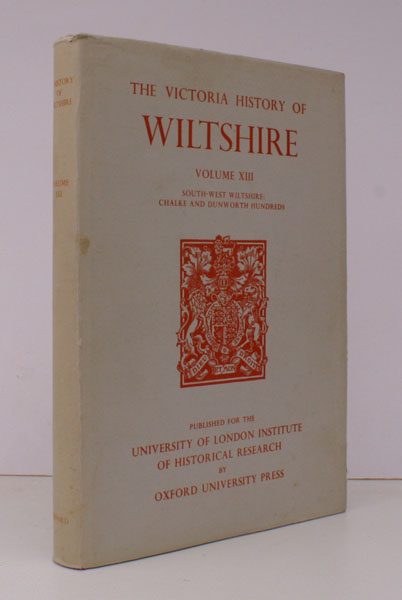 THE VICTORIA HISTORY OF
WILTSHIRE
VOLUME XIII
SOUTH-WEST WILTSHIRE:
CHALKE AND DUNWORTH HUNDREDS
PUBLISHED FOR THE
UNIVERSITY OF LONDON INSTITUTE
OF HISTORICAL RESEARCH
BY
OXFORD UNIVERSITY PRESS
HISTORY
OF
WILTSHIRE
VOLUME
XIII